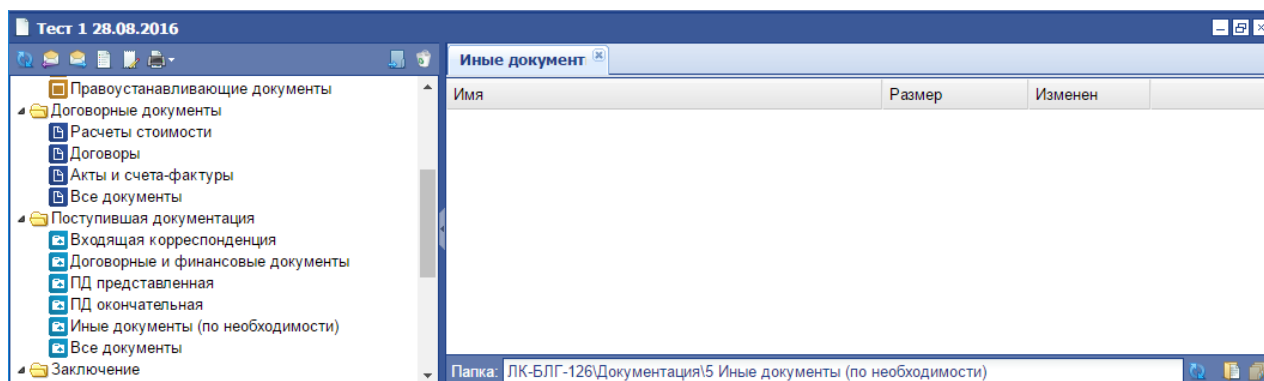 Тест 1 28.08.2016
Правоустанавливающие документы
Договорные документы
Расчеты стоимости
Договоры
Акты и счета-фактуры
Все документы
Поступившая документация
Входящая корреспонденция
Договорные и финансовые документы
ПД представленная
ПД окончательная
Иные документы (по необходимости)
Все документы
Заключение
Иные документ
Имя Размер Изменен
Папка: ЛК-БЛГ-126\Документация\5 Иные документы (по необходимости)